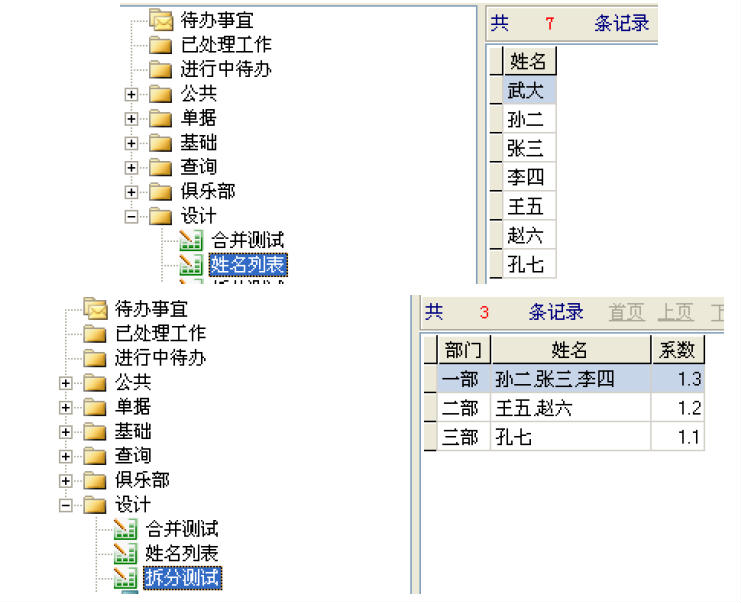 待办事宜
已处理工作
进行中待办
公共
单据
基础
查询
俱乐部
设计
合并测试
姓名列表
共 7 条记录
姓名
武大
孙二
张三
李四
王五
赵六
孔七
待办事宜
已处理工作
进行中待办
公共
单据
基础
查询
俱乐部
设计
合并测试
姓名列表
拆分测试
共 3 条记录 首页 上页
部门 姓名 系数
一部 孙二,张三,李四 1.3
二部 王五,赵六 1.2
三部 孔七 1.1